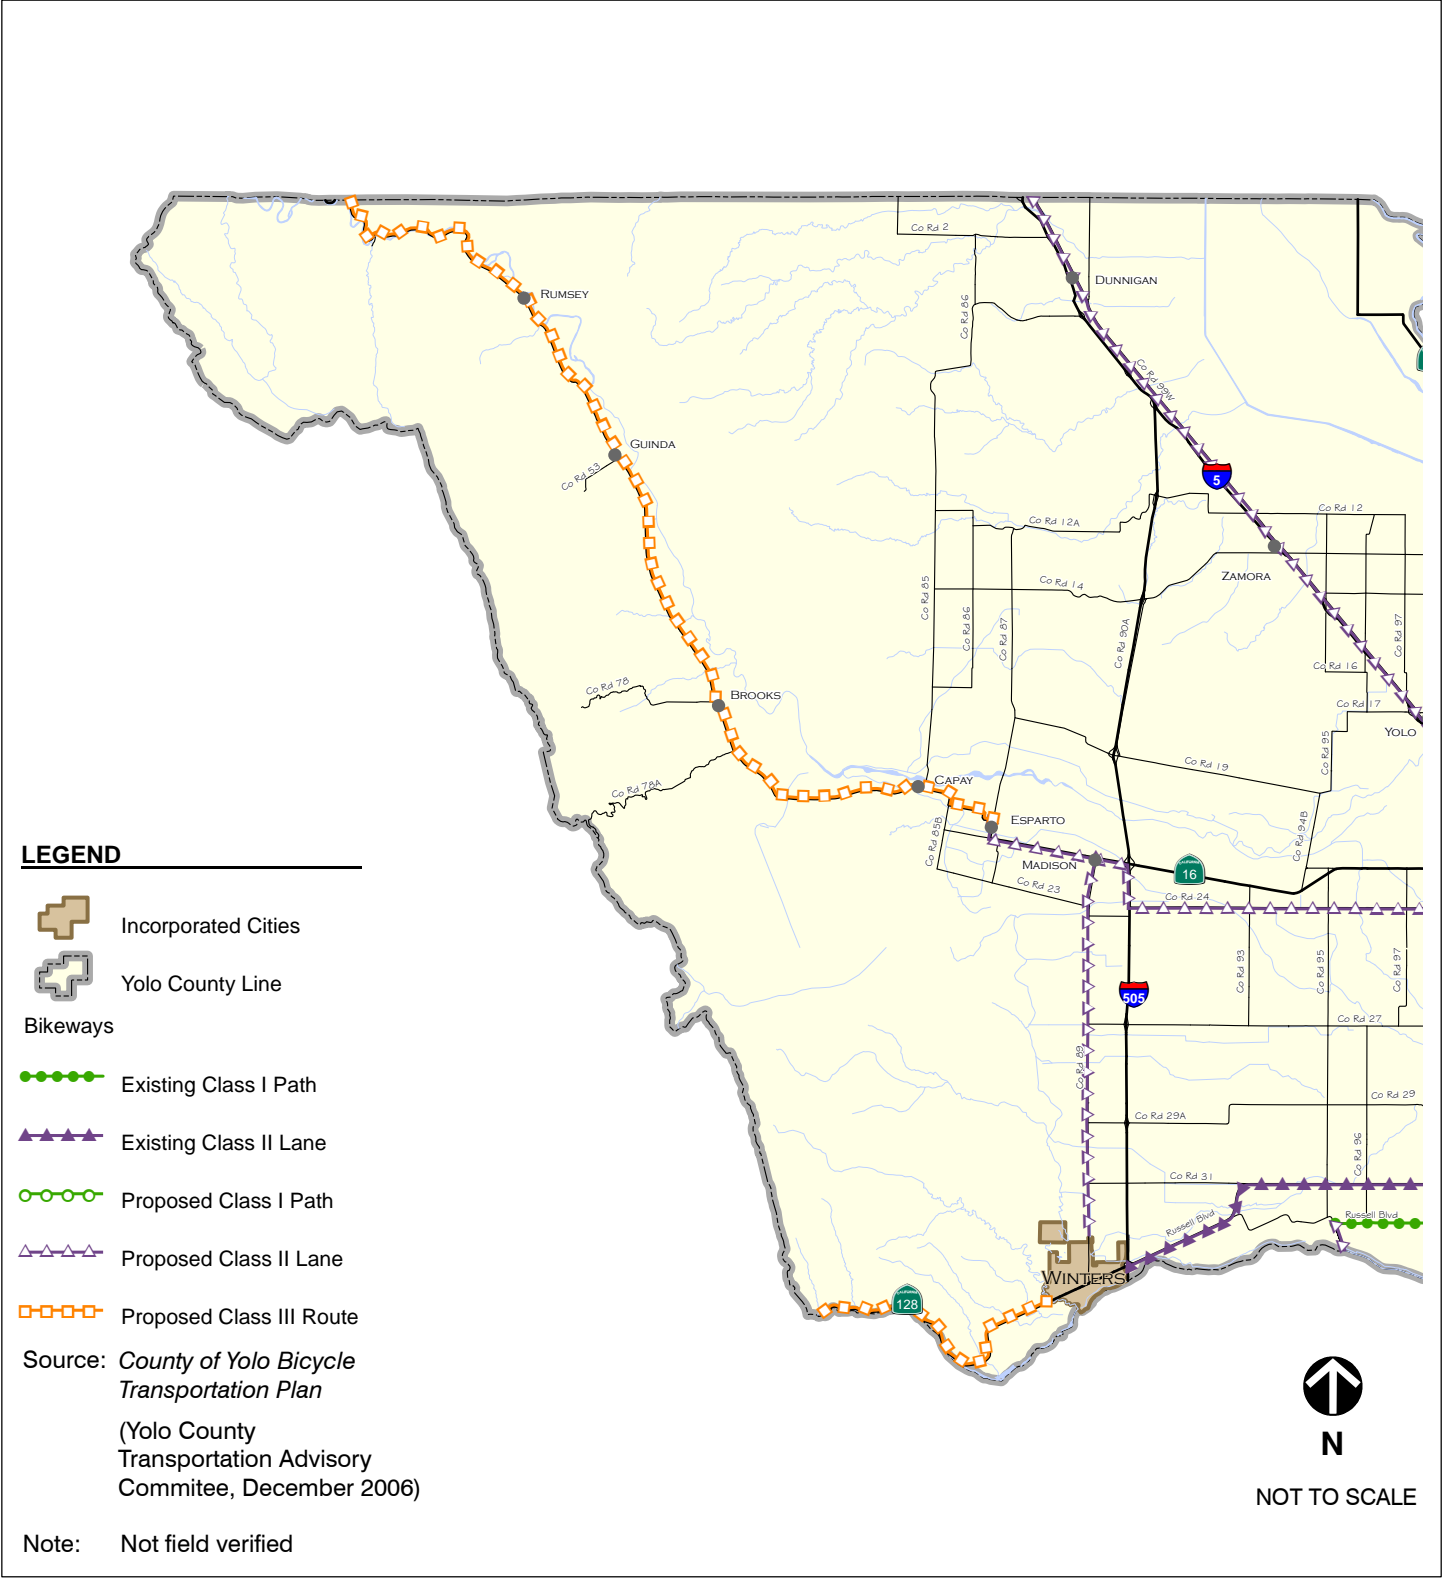 Co Rd 2
DUNNIGAN
RUMSEY
Co Rd 86
Co Rd 99W
GUINDA
Co Rd 53
5
Co Rd 12
Co Rd 12A
ZAMORA
Co Rd 14
Co Rd 85
Co Rd 86
Co Rd 87
Co Rd 90A
Co Rd 97
Co Rd 16
Co Rd 78
BROOKS
Co Rd 17
YOLO
Co Rd 95
Co Rd 19
Co Rd 78A
CAPAY
ESPARTO
Co Rd 85B
Co Rd 94B
MADISON
CALIFORNIA
16
Co Rd 23
Co Rd 24
Co Rd 93
Co Rd 95
Co Rd 97
505
Co Rd 27
Co Rd 89
Co Rd 29
Co Rd 29A
Co Rd 96
Co Rd 31
Russell Blvd
Russell Blvd
WINTERS
CALIFORNIA
128
LEGEND
Incorporated Cities
Yolo County Line
Bikeways
Existing Class I Path
Existing Class II Lane
Proposed Class I Path
Proposed Class II Lane
Proposed Class III Route
Source: County of Yolo Bicycle
Transportation Plan
(Yolo County
Transportation Advisory
Commitee, December 2006)
Note: Not field verified
N
NOT TO SCALE